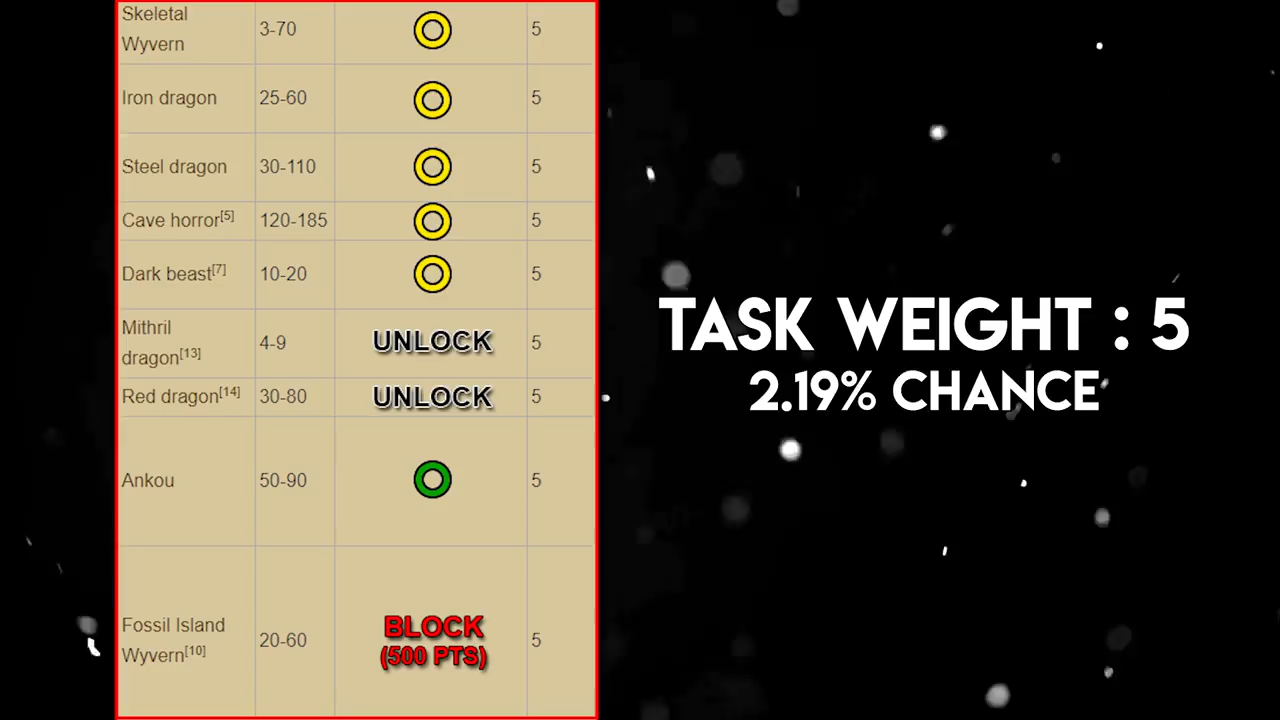 Skeletal
Wyvern 3-70 5
Iron dragon 25-60 5
Steel dragon 30-110 5
Cave horror[5] 120-185 5
Dark beast[7] 10-20 5
Mithril
dragon[13] 4-9 UNLOCK 5
Red dragon[14] 30-80 UNLOCK 5
Ankou 50-90 5
Fossil Island
Wyvern[10] 20-60 BLOCK 5
(500 PTS)
TASK WEIGHT : 5
2.19% CHANCE